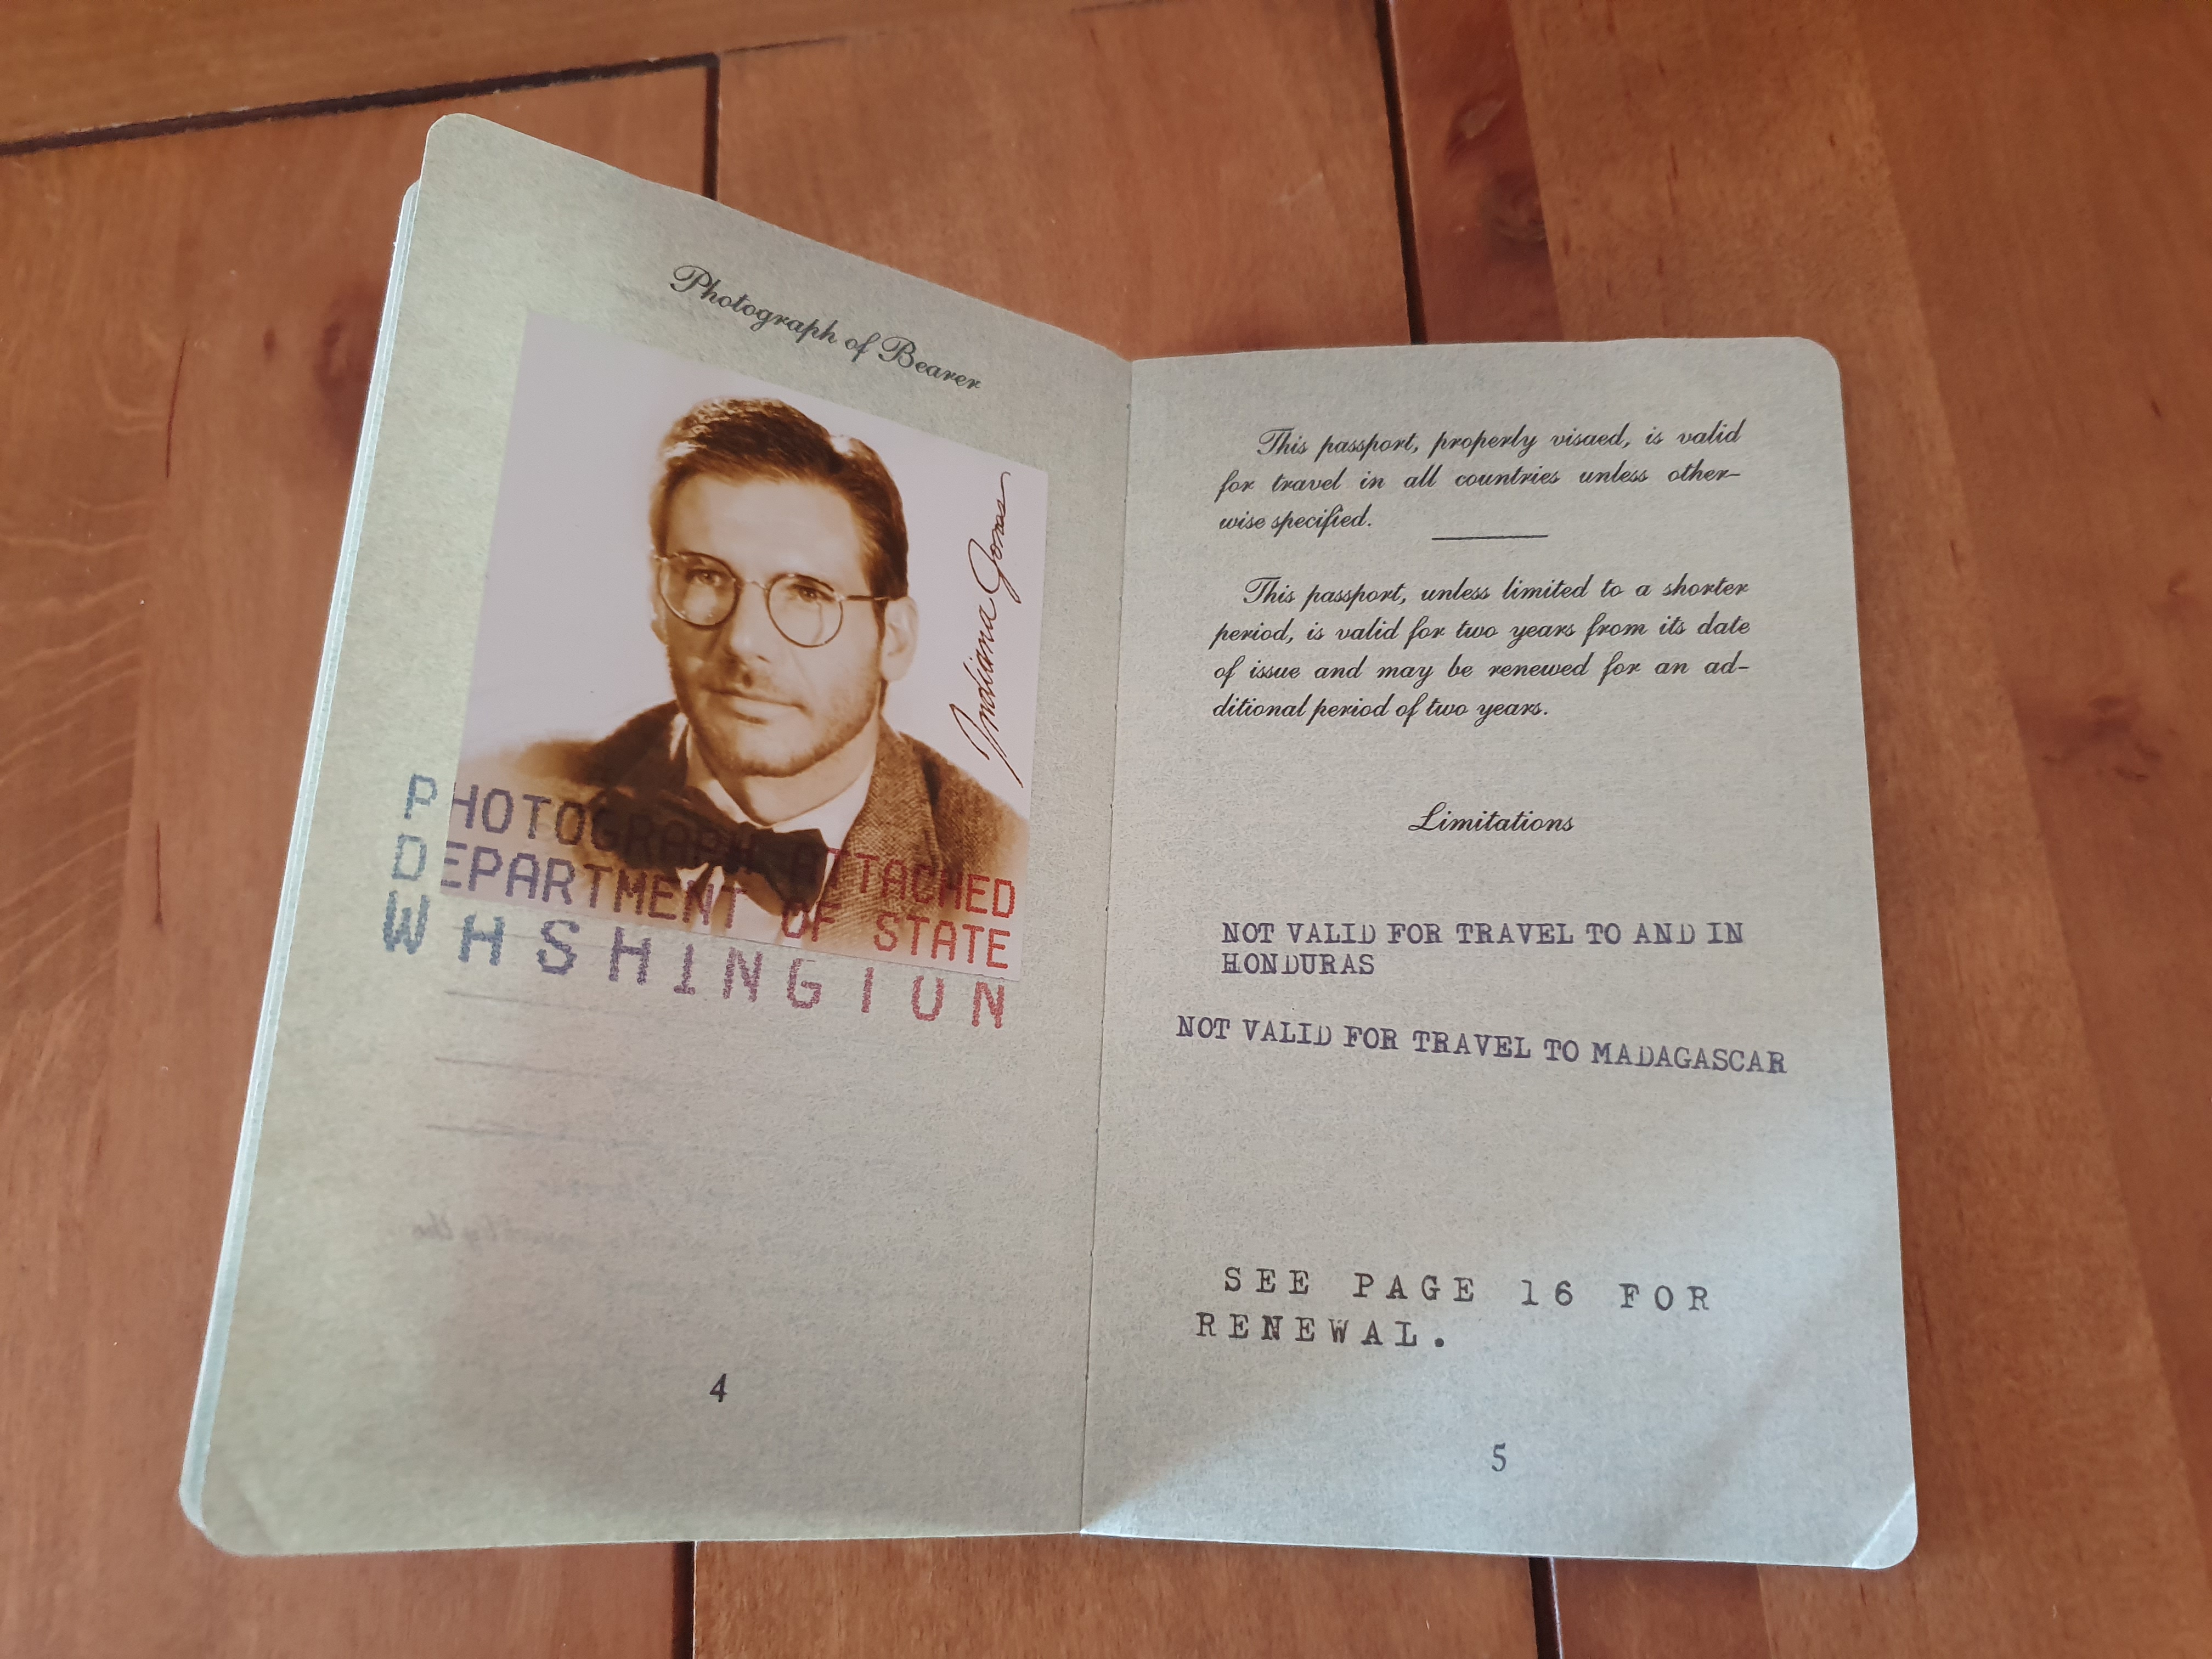 Photograph of Bearer
Indiana Jones
PHOTOGRAPH ATTACHED
DEPARTMENT OF STATE
WHSHINGIUN
4
This passport, properly visaed, is valid
for travel in all countries unless other-
wise specified.
This passport, unless limited to a shorter
period, is valid for two years from its date
of issue and may be renewed for an ad-
ditional period of two years.
Limitations
NOT VALID FOR TRAVEL TO AND IN
HONDURAS
NOT VALID FOR TRAVEL TO MADAGASCAR
SEE PAGE 16 FOR
RENEWAL.
5